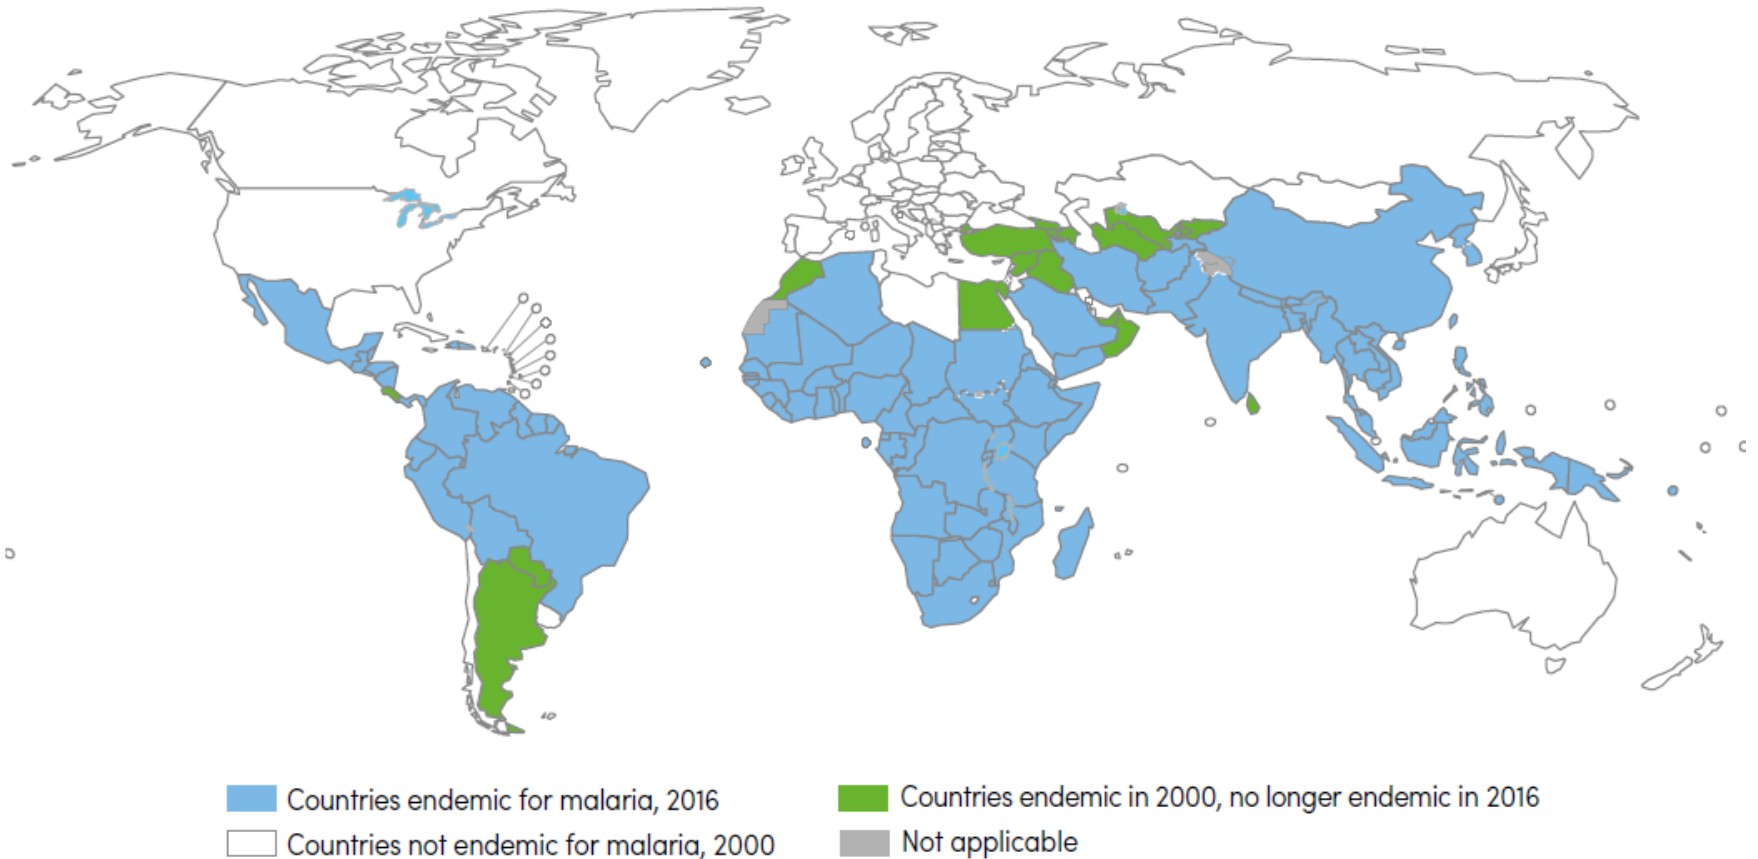 Countries endemic for malaria, 2016
Countries endemic in 2000, no longer endemic in 2016
Countries not endemic for malaria, 2000
Not applicable